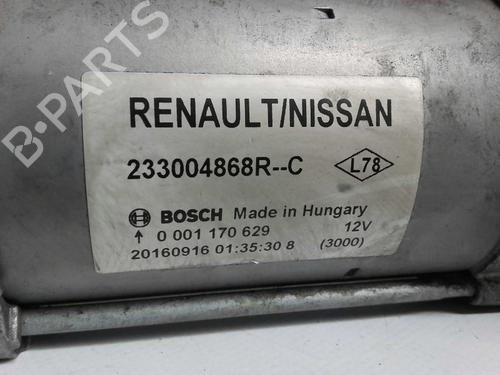 B-PARTS
RENAULT/NISSAN
233004868R--C
L78
BOSCH Made in Hungary
↑ 0 001 170 629 12V
20160916 01:35:30 8 (3000)